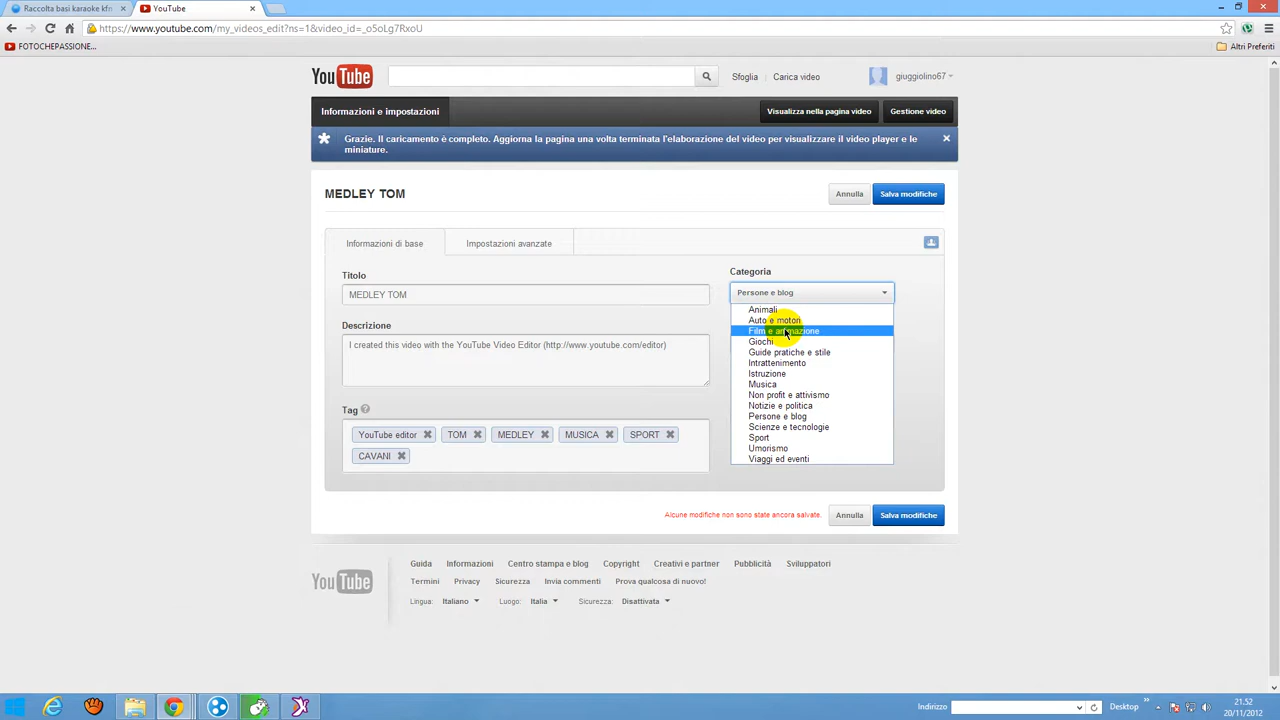 Raccolta basi karaoke kfn
YouTube
https://www.youtube.com/my_videos_edit?ns=1&video_id=_o5oLg7RxoU
FOTOCHEPASSIONE...
Altri Preferiti
YouTube
Sfoglia
Carica video
giuggiolino67
Informazioni e impostazioni
Visualizza nella pagina video
Gestione video
Grazie. Il caricamento è completo. Aggiorna la pagina una volta terminata l'elaborazione del video per visualizzare il video player e le
miniature.
MEDLEY TOM
Annulla
Salva modifiche
Informazioni di base
Impostazioni avanzate
Titolo
MEDLEY TOM
Descrizione
I created this video with the YouTube Video Editor (http://www.youtube.com/editor)
Tag
YouTube editor
TOM
MEDLEY
MUSICA
SPORT
CAVANI
Categoria
Persone e blog
Animali
Auto e motori
Film e animazione
Giochi
Guide pratiche e stile
Intrattenimento
Istruzione
Musica
Non profit e attivismo
Notizie e politica
Persone e blog
Scienze e tecnologie
Sport
Umorismo
Viaggi ed eventi
Alcune modifiche non sono state ancora salvate.
Annulla
Salva modifiche
YouTube
Guida
Informazioni
Centro stampa e blog
Copyright
Creativi e partner
Pubblicità
Sviluppatori
Termini
Privacy
Sicurezza
Invia commenti
Prova qualcosa di nuovo!
Lingua: Italiano
Luogo: Italia
Sicurezza: Disattivata
Indirizzo
Desktop
21.52
20/11/2012